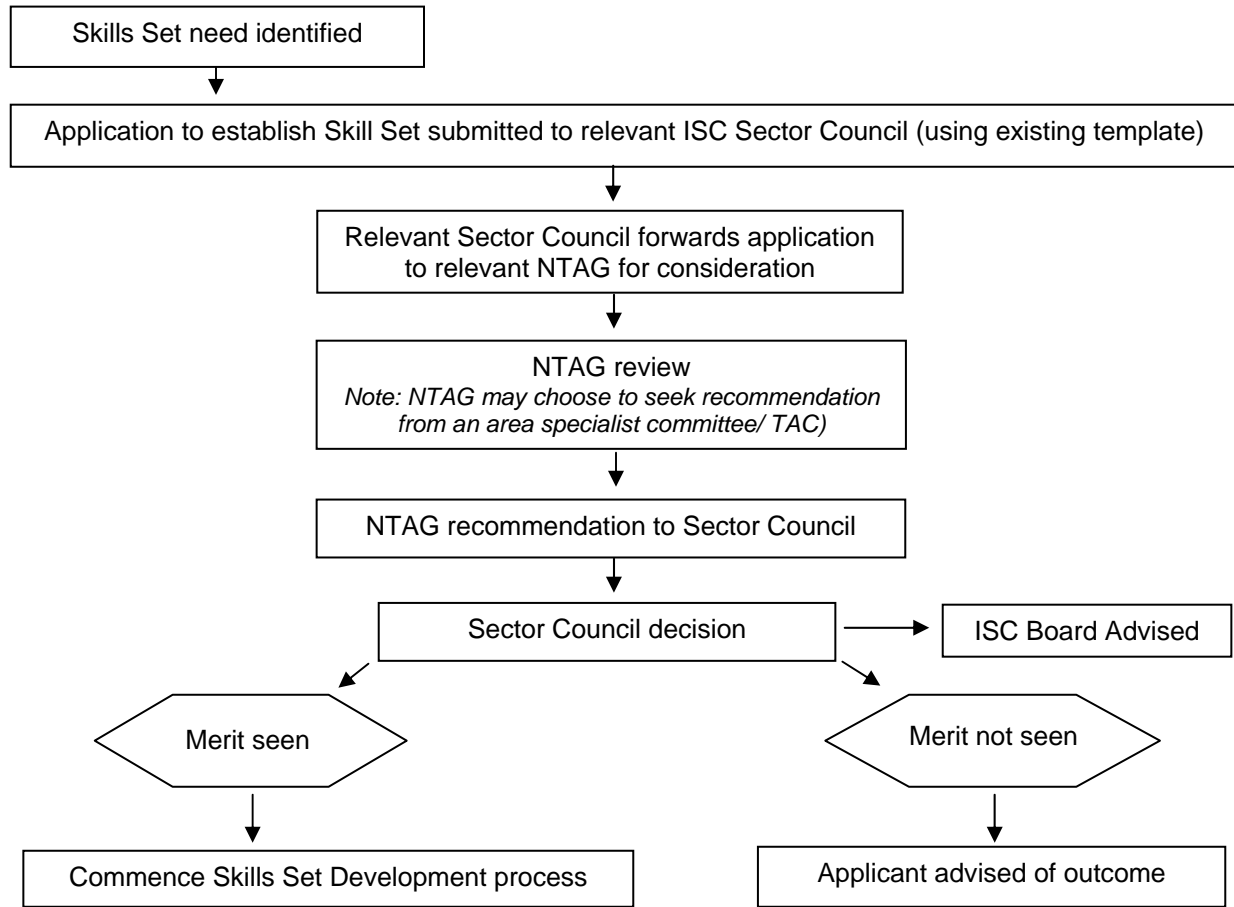 Skills Set need identified
Application to establish Skill Set submitted to relevant ISC Sector Council (using existing template)
Relevant Sector Council forwards application
to relevant NTAG for consideration
NTAG review
Note: NTAG may choose to seek recommendation
from an area specialist committee/ TAC)
NTAG recommendation to Sector Council
Sector Council decision
ISC Board Advised
Merit seen
Merit not seen
Commence Skills Set Development process
Applicant advised of outcome